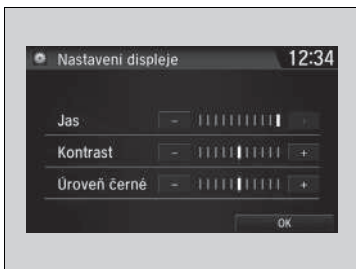 Nastavení displeje 12:34
Jas - +
Kontrast - +
Úroveň černé - +
OK